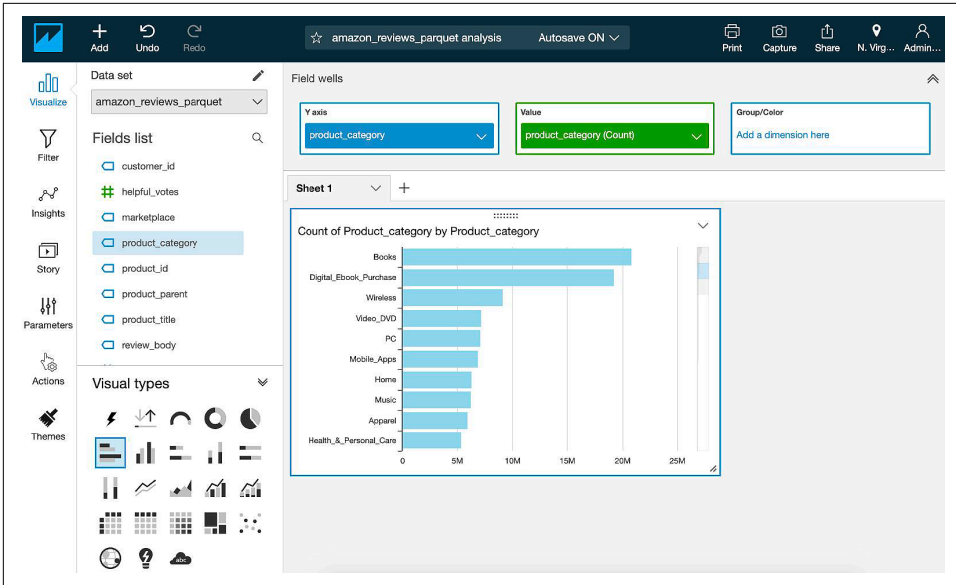 amazon_reviews_parquet analysis
Autosave ON
Add
Undo
Redo
Print
Capture
Share
N. Virg...
Admin...
Visualize
Filter
Insights
Story
Parameters
Actions
Themes
Data set
amazon_reviews_parquet
Fields list
customer_id
helpful_votes
marketplace
product_category
product_id
product_parent
product_title
review_body
Visual types
abc
Field wells
Y axis
product_category
Value
product_category (Count)
Group/Color
Add a dimension here
Sheet 1
Count of Product_category by Product_category
Books
Digital_Ebook_Purchase
Wireless
Video_DVD
PC
Mobile_Apps
Home
Music
Apparel
Health_&_Personal_Care
0 5M 10M 15M 20M 25M